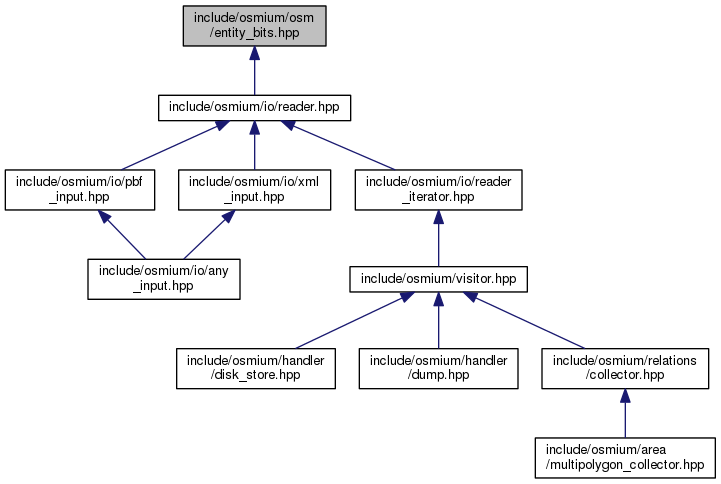 include/osmium/osm
/entity_bits.hpp
include/osmium/io/reader.hpp
include/osmium/io/pbf
_input.hpp
include/osmium/io/xml
_input.hpp
include/osmium/io/reader
_iterator.hpp
include/osmium/io/any
_input.hpp
include/osmium/visitor.hpp
include/osmium/handler
/disk_store.hpp
include/osmium/handler
/dump.hpp
include/osmium/relations
/collector.hpp
include/osmium/area
/multipolygon_collector.hpp